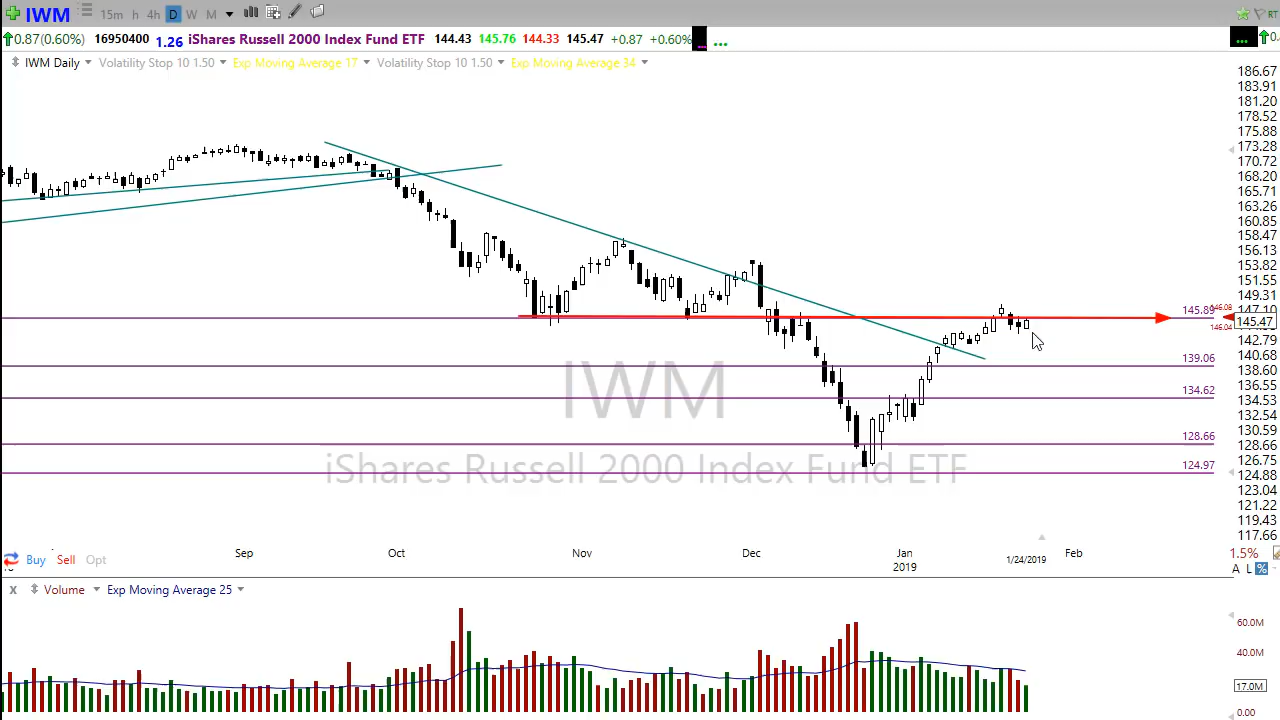 IWM 15m h 4h D W M RT
0.87(0.60%) 16950400 1.26 iShares Russell 2000 Index Fund ETF 144.43 145.76 144.33 145.47 +0.87 +0.60% ... ...
IWM Daily Volatility Stop 10 1.50 Exp Moving Average 17 Volatility Stop 10 1.50 Exp Moving Average 34
186.67
183.91
181.20
178.52
175.88
173.28
170.72
168.20
165.71
163.26
160.85
158.47
156.13
153.82
151.55
149.31
145.89 146.08 147.10
146.04 145.47
142.79
139.06 140.68
138.60
134.62 136.55
134.53
132.54
130.59
128.66 128.66
126.75
124.97 124.88
123.04
121.22
119.43
117.66
IWM
iShares Russell 2000 Index Fund ETF
Sep Oct Nov Dec Jan Feb
2019 1/24/2019
Buy Sell Opt 1.5%
A L %
X Volume Exp Moving Average 25
60.0M
40.0M
17.0M
0.00